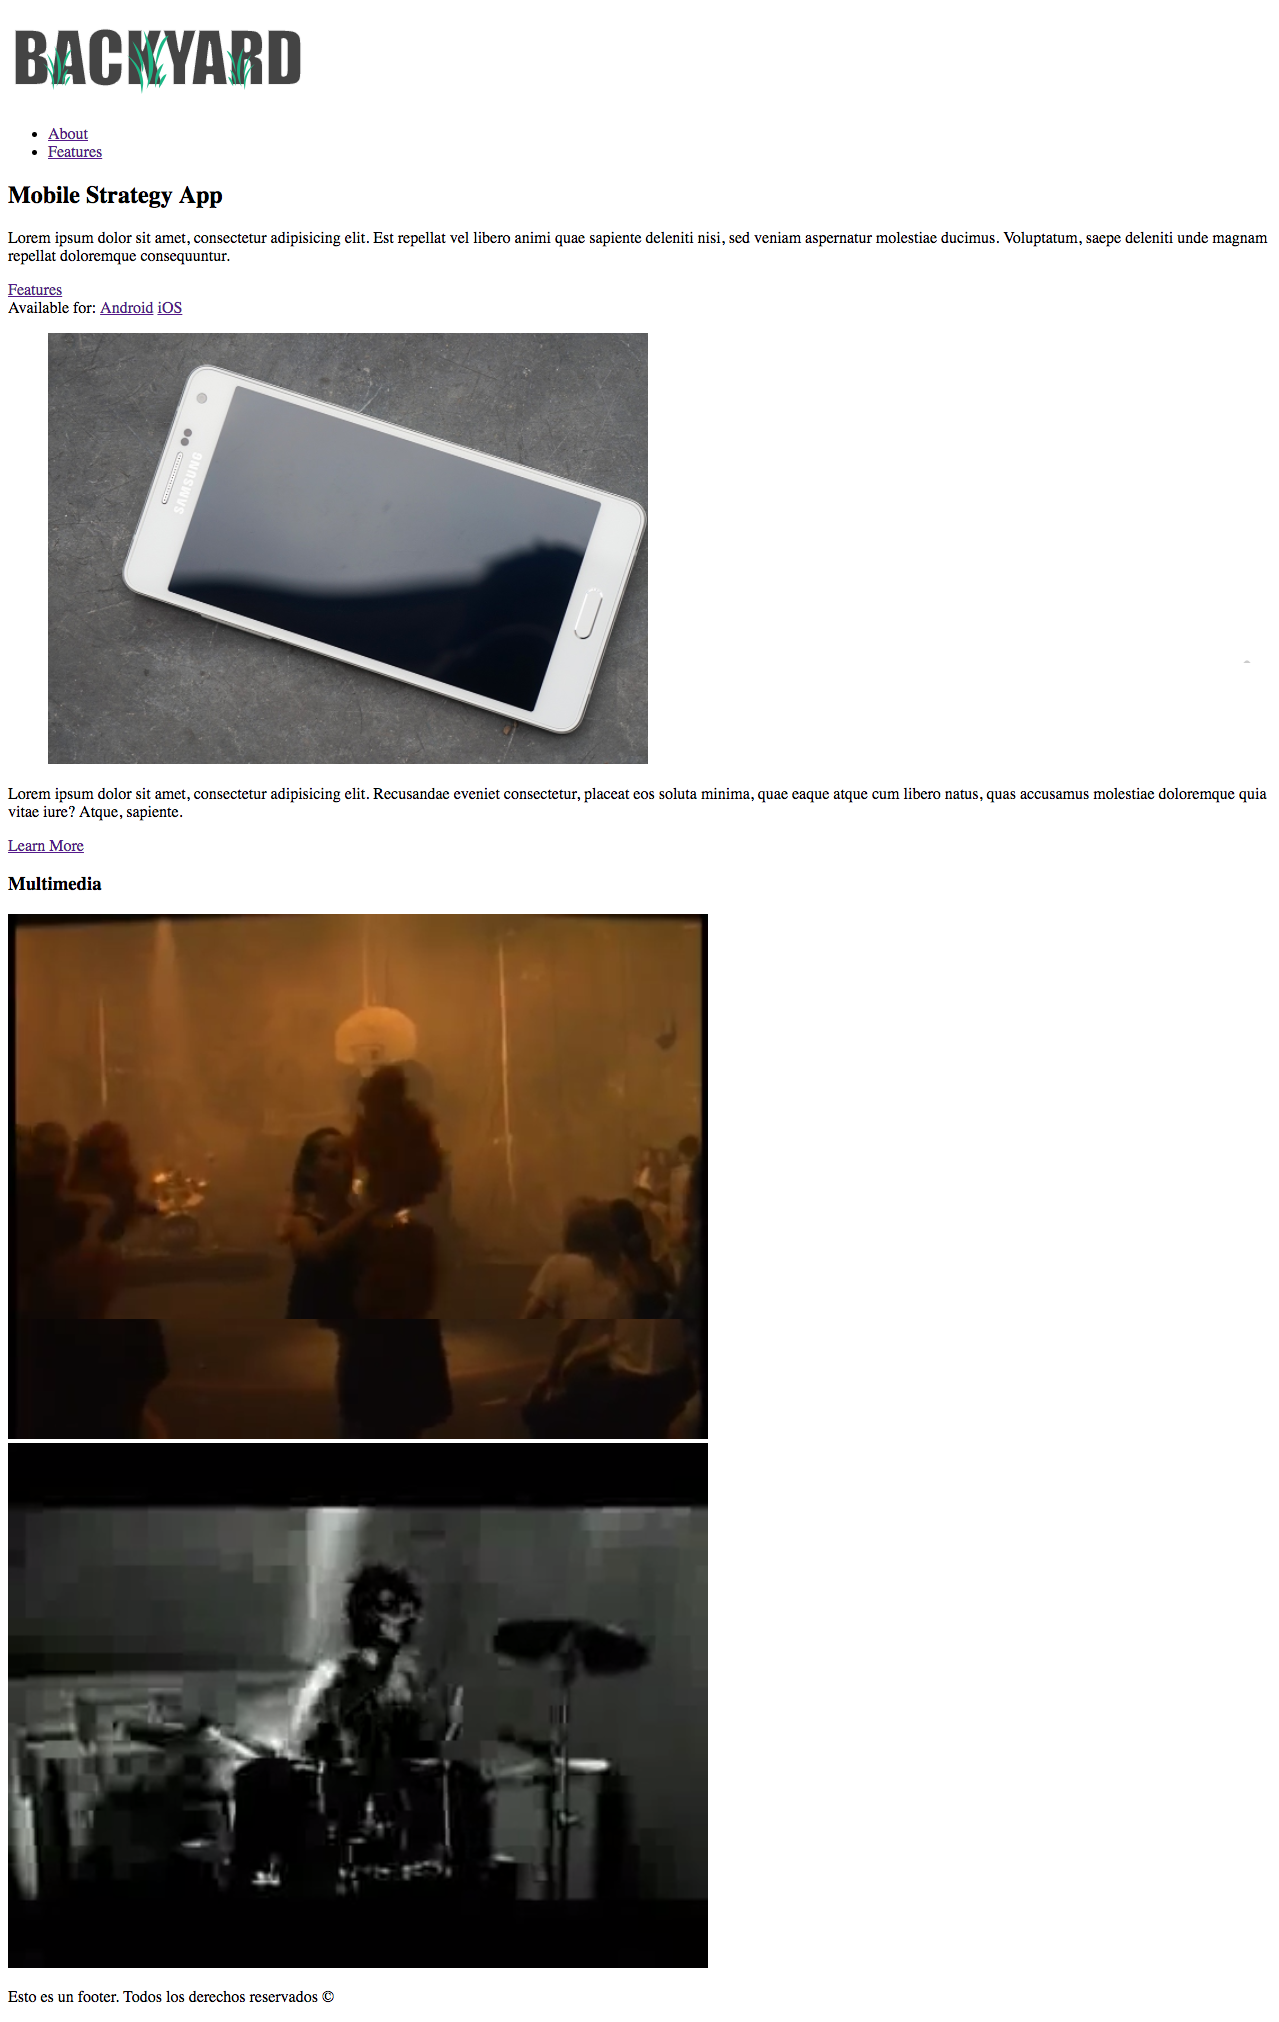 BACKYARD
About
Features
Mobile Strategy App
Lorem ipsum dolor sit amet, consectetur adipisicing elit. Est repellat vel libero animi quae sapiente deleniti nisi, sed veniam aspernatur molestiae ducimus. Voluptatum, saepe deleniti unde magnam
repellat doloremque consequuntur.
Features
Available for: Android iOS
SAMSUNG
Lorem ipsum dolor sit amet, consectetur adipisicing elit. Recusandae eveniet consectetur, placeat eos soluta minima, quae eaque atque cum libero natus, quas accusamus molestiae doloremque quia
vitae iure? Atque, sapiente.
Learn More
Multimedia
Esto es un footer. Todos los derechos reservados ©